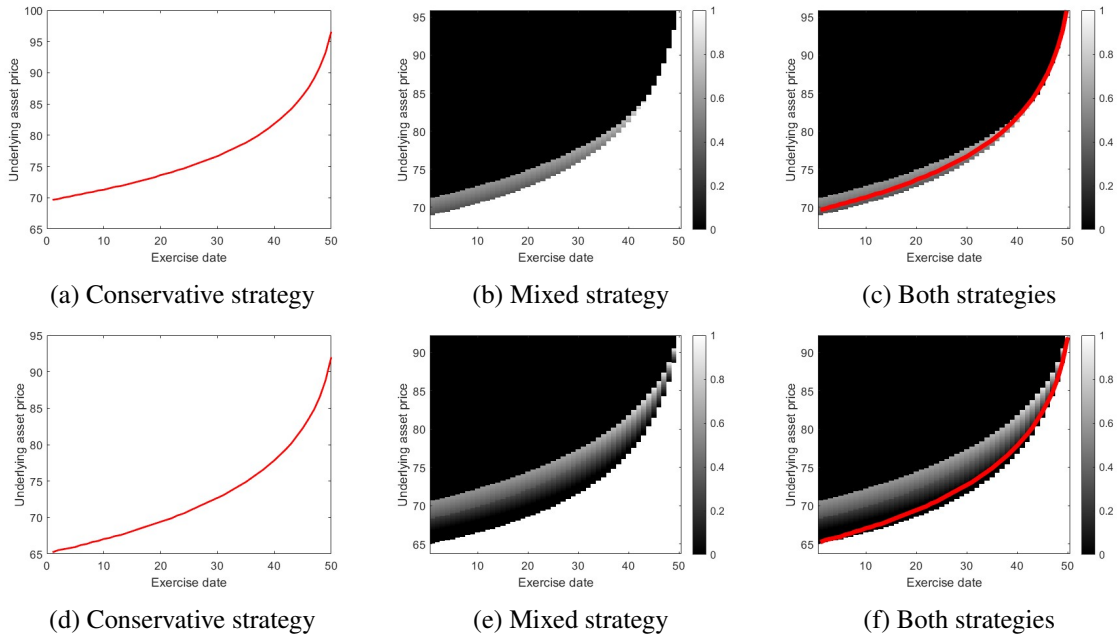 100
95
90
85
80
75
70
65
0 10 20 30 40 50
Underlying asset price
Exercise date
(a) Conservative strategy
95
90
85
80
75
70
10 20 30 40 50
Underlying asset price
Exercise date
1
0.8
0.6
0.4
0.2
0
(b) Mixed strategy
95
90
85
80
75
70
10 20 30 40 50
Underlying asset price
Exercise date
1
0.8
0.6
0.4
0.2
0
(c) Both strategies
95
90
85
80
75
70
65
0 10 20 30 40 50
Underlying asset price
Exercise date
(d) Conservative strategy
90
85
80
75
70
65
10 20 30 40 50
Underlying asset price
Exercise date
1
0.8
0.6
0.4
0.2
0
(e) Mixed strategy
90
85
80
75
70
65
10 20 30 40 50
Underlying asset price
Exercise date
1
0.8
0.6
0.4
0.2
0
(f) Both strategies